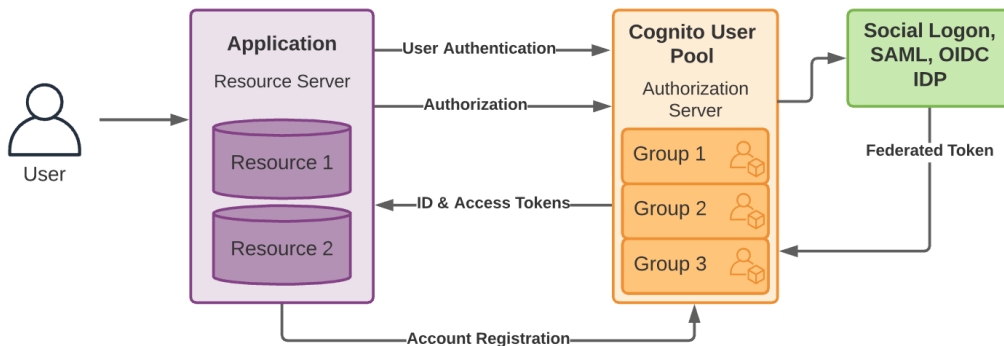 User
Application
Resource Server
Resource 1
Resource 2
User Authentication
Authorization
ID & Access Tokens
Account Registration
Cognito User
Pool
Authorization
Server
Group 1
Group 2
Group 3
Social Logon,
SAML, OIDC
IDP
Federated Token